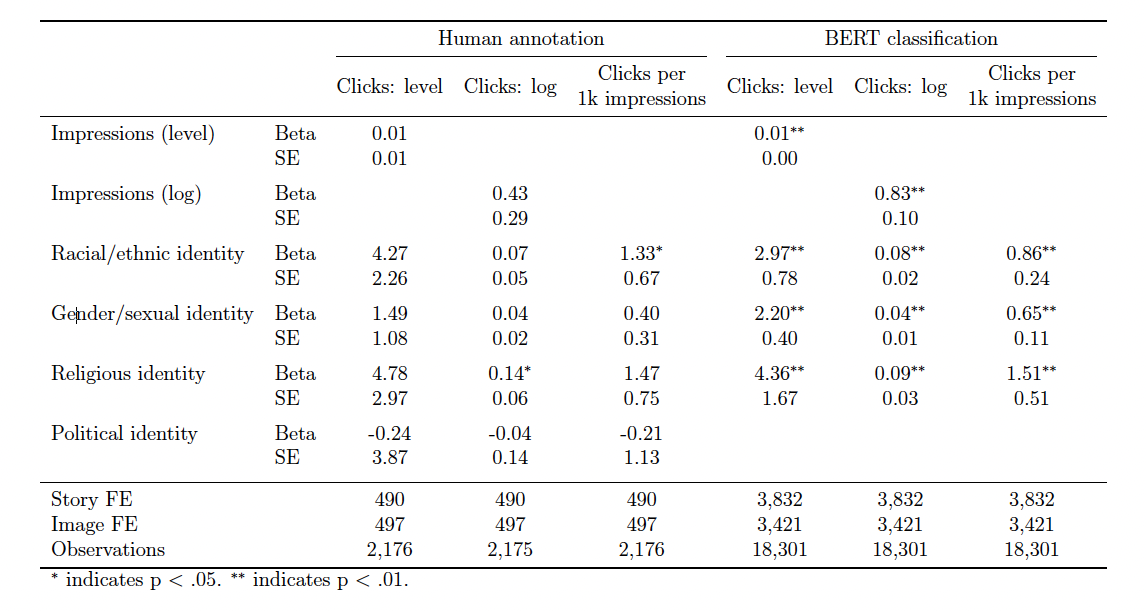 Human annotation BERT classification
Clicks: level Clicks: log Clicks per 1k impressions Clicks: level Clicks: log Clicks per 1k impressions
Impressions (level) Beta 0.01 0.01**
SE 0.01 0.00
Impressions (log) Beta 0.43 0.83**
SE 0.29 0.10
Racial/ethnic identity Beta 4.27 0.07 1.33* 2.97** 0.08** 0.86**
SE 2.26 0.05 0.67 0.78 0.02 0.24
Gender/sexual identity Beta 1.49 0.04 0.40 2.20** 0.04** 0.65**
SE 1.08 0.02 0.31 0.40 0.01 0.11
Religious identity Beta 4.78 0.14* 1.47 4.36** 0.09** 1.51**
SE 2.97 0.06 0.75 1.67 0.03 0.51
Political identity Beta -0.24 -0.04 -0.21
SE 3.87 0.14 1.13
Story FE 490 490 490 3,832 3,832 3,832
Image FE 497 497 497 3,421 3,421 3,421
Observations 2,176 2,175 2,176 18,301 18,301 18,301
* indicates p < .05. ** indicates p < .01.